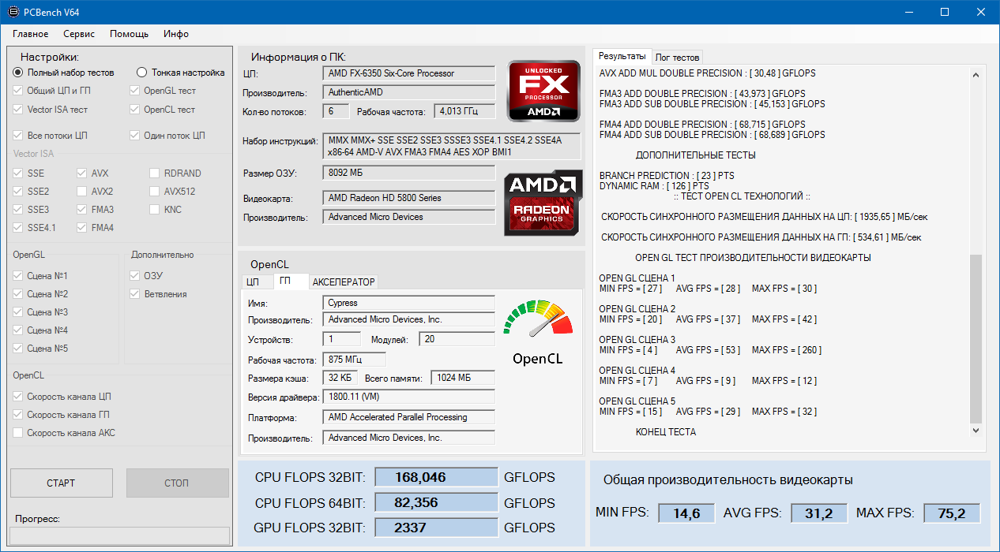 PCBench V64
Главное Сервис Помощь Инфо
Настройки:
Полный набор тестов Тонкая настройка
Общий ЦП и ГП OpenGL тест
Vector ISA тест OpenCL тест
Все потоки ЦП Один поток ЦП
Vector ISA
SSE AVX RDRAND
SSE2 AVX2 AVX512
SSE3 FMA3 KNC
SSE4.1 FMA4
OpenGL Дополнительно
Сцена №1 ОЗУ
Сцена №2 Ветвления
Сцена №3
Сцена №4
Сцена №5
OpenCL
Скорость канала ЦП
Скорость канала ГП
Скорость канала АКС
СТАРТ СТОП
Прогресс:
Информация о ПК:
ЦП: AMD FX-6350 Six-Core Processor
Производитель: AuthenticAMD
Кол-во потоков: 6 Рабочая частота: 4,013 ГГц
Набор инструкций: MMX MMX+ SSE SSE2 SSE3 SSSE3 SSE4.1 SSE4.2 SSE4A
x86-64 AMD-V AVX FMA3 FMA4 AES XOP BMI1
Размер ОЗУ: 8092 МБ
Видеокарта: AMD Radeon HD 5800 Series
Производитель: Advanced Micro Devices
UNLOCKED
FX
PROCESSOR
AMD
AMD
RADEON
GRAPHICS
OpenCL
ЦП ГП АКСЕЛЕРАТОР
Имя: Cypress
Производитель: Advanced Micro Devices, Inc.
Устройств: 1 Модулей: 20
Рабочая частота: 875 МГц
Размера кэша: 32 КБ Всего памяти: 1024 МБ
Версия драйвера: 1800.11 (VM)
Платформа: AMD Accelerated Parallel Processing
Производитель: Advanced Micro Devices, Inc.
OpenCL
CPU FLOPS 32BIT: 168,046 GFLOPS
CPU FLOPS 64BIT: 82,356 GFLOPS
GPU FLOPS 32BIT: 2337 GFLOPS
Результаты Лог тестов
AVX ADD MUL DOUBLE PRECISION : [ 30,48 ] GFLOPS
FMA3 ADD DOUBLE PRECISION : [ 43,973 ] GFLOPS
FMA3 ADD SUB DOUBLE PRECISION : [ 45,153 ] GFLOPS
FMA4 ADD DOUBLE PRECISION : [ 68,715 ] GFLOPS
FMA4 ADD SUB DOUBLE PRECISION : [ 68,689 ] GFLOPS
ДОПОЛНИТЕЛЬНЫЕ ТЕСТЫ
BRANCH PREDICTION : [ 23 ] PTS
DYNAMIC RAM : [ 126 ] PTS
:: ТЕСТ OPEN CL ТЕХНОЛОГИЙ ::
СКОРОСТЬ СИНХРОННОГО РАЗМЕЩЕНИЯ ДАННЫХ НА ЦП: [ 1935,65 ] МБ/сек
СКОРОСТЬ СИНХРОННОГО РАЗМЕЩЕНИЯ ДАННЫХ НА ГП: [ 534,61 ] МБ/сек
OPEN GL ТЕСТ ПРОИЗВОДИТЕЛЬНОСТИ ВИДЕОКАРТЫ
OPEN GL СЦЕНА 1
MIN FPS = [ 27 ] AVG FPS = [ 28 ] MAX FPS = [ 30 ]
OPEN GL СЦЕНА 2
MIN FPS = [ 20 ] AVG FPS = [ 37 ] MAX FPS = [ 42 ]
OPEN GL СЦЕНА 3
MIN FPS = [ 4 ] AVG FPS = [ 53 ] MAX FPS = [ 260 ]
OPEN GL СЦЕНА 4
MIN FPS = [ 7 ] AVG FPS = [ 9 ] MAX FPS = [ 12 ]
OPEN GL СЦЕНА 5
MIN FPS = [ 15 ] AVG FPS = [ 29 ] MAX FPS = [ 32 ]
КОНЕЦ ТЕСТА
Общая производительность видеокарты
MIN FPS: 14,6 AVG FPS: 31,2 MAX FPS: 75,2